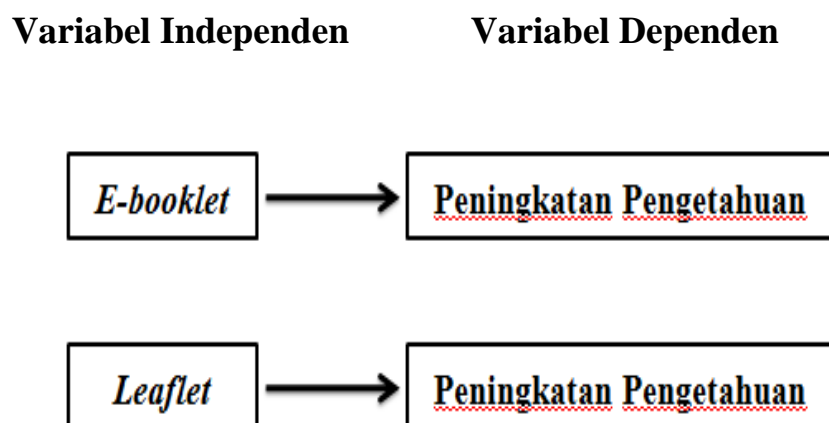 Variabel Independen Variabel Dependen
E-booklet Peningkatan Pengetahuan
Leaflet Peningkatan Pengetahuan